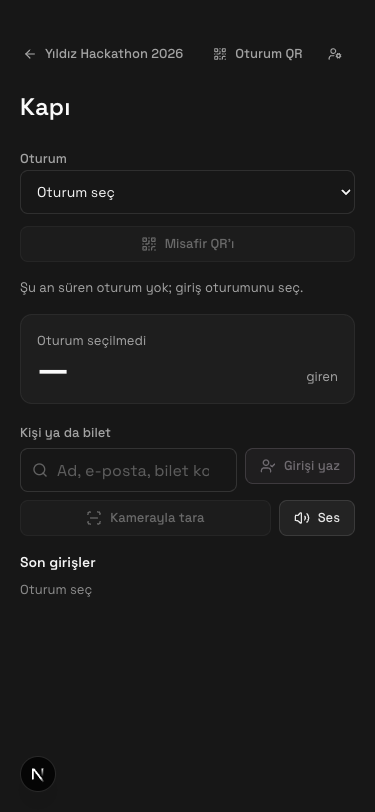 Yıldız Hackathon 2026
Oturum QR
Kapı
Oturum
Oturum seç
Misafir QR'ı
Şu an süren oturum yok; giriş oturumunu seç.
Oturum seçilmedi
—
giren
Kişi ya da bilet
Ad, e-posta, bilet ko
Girişi yaz
Kamerayla tara
Ses
Son girişler
Oturum seç
N